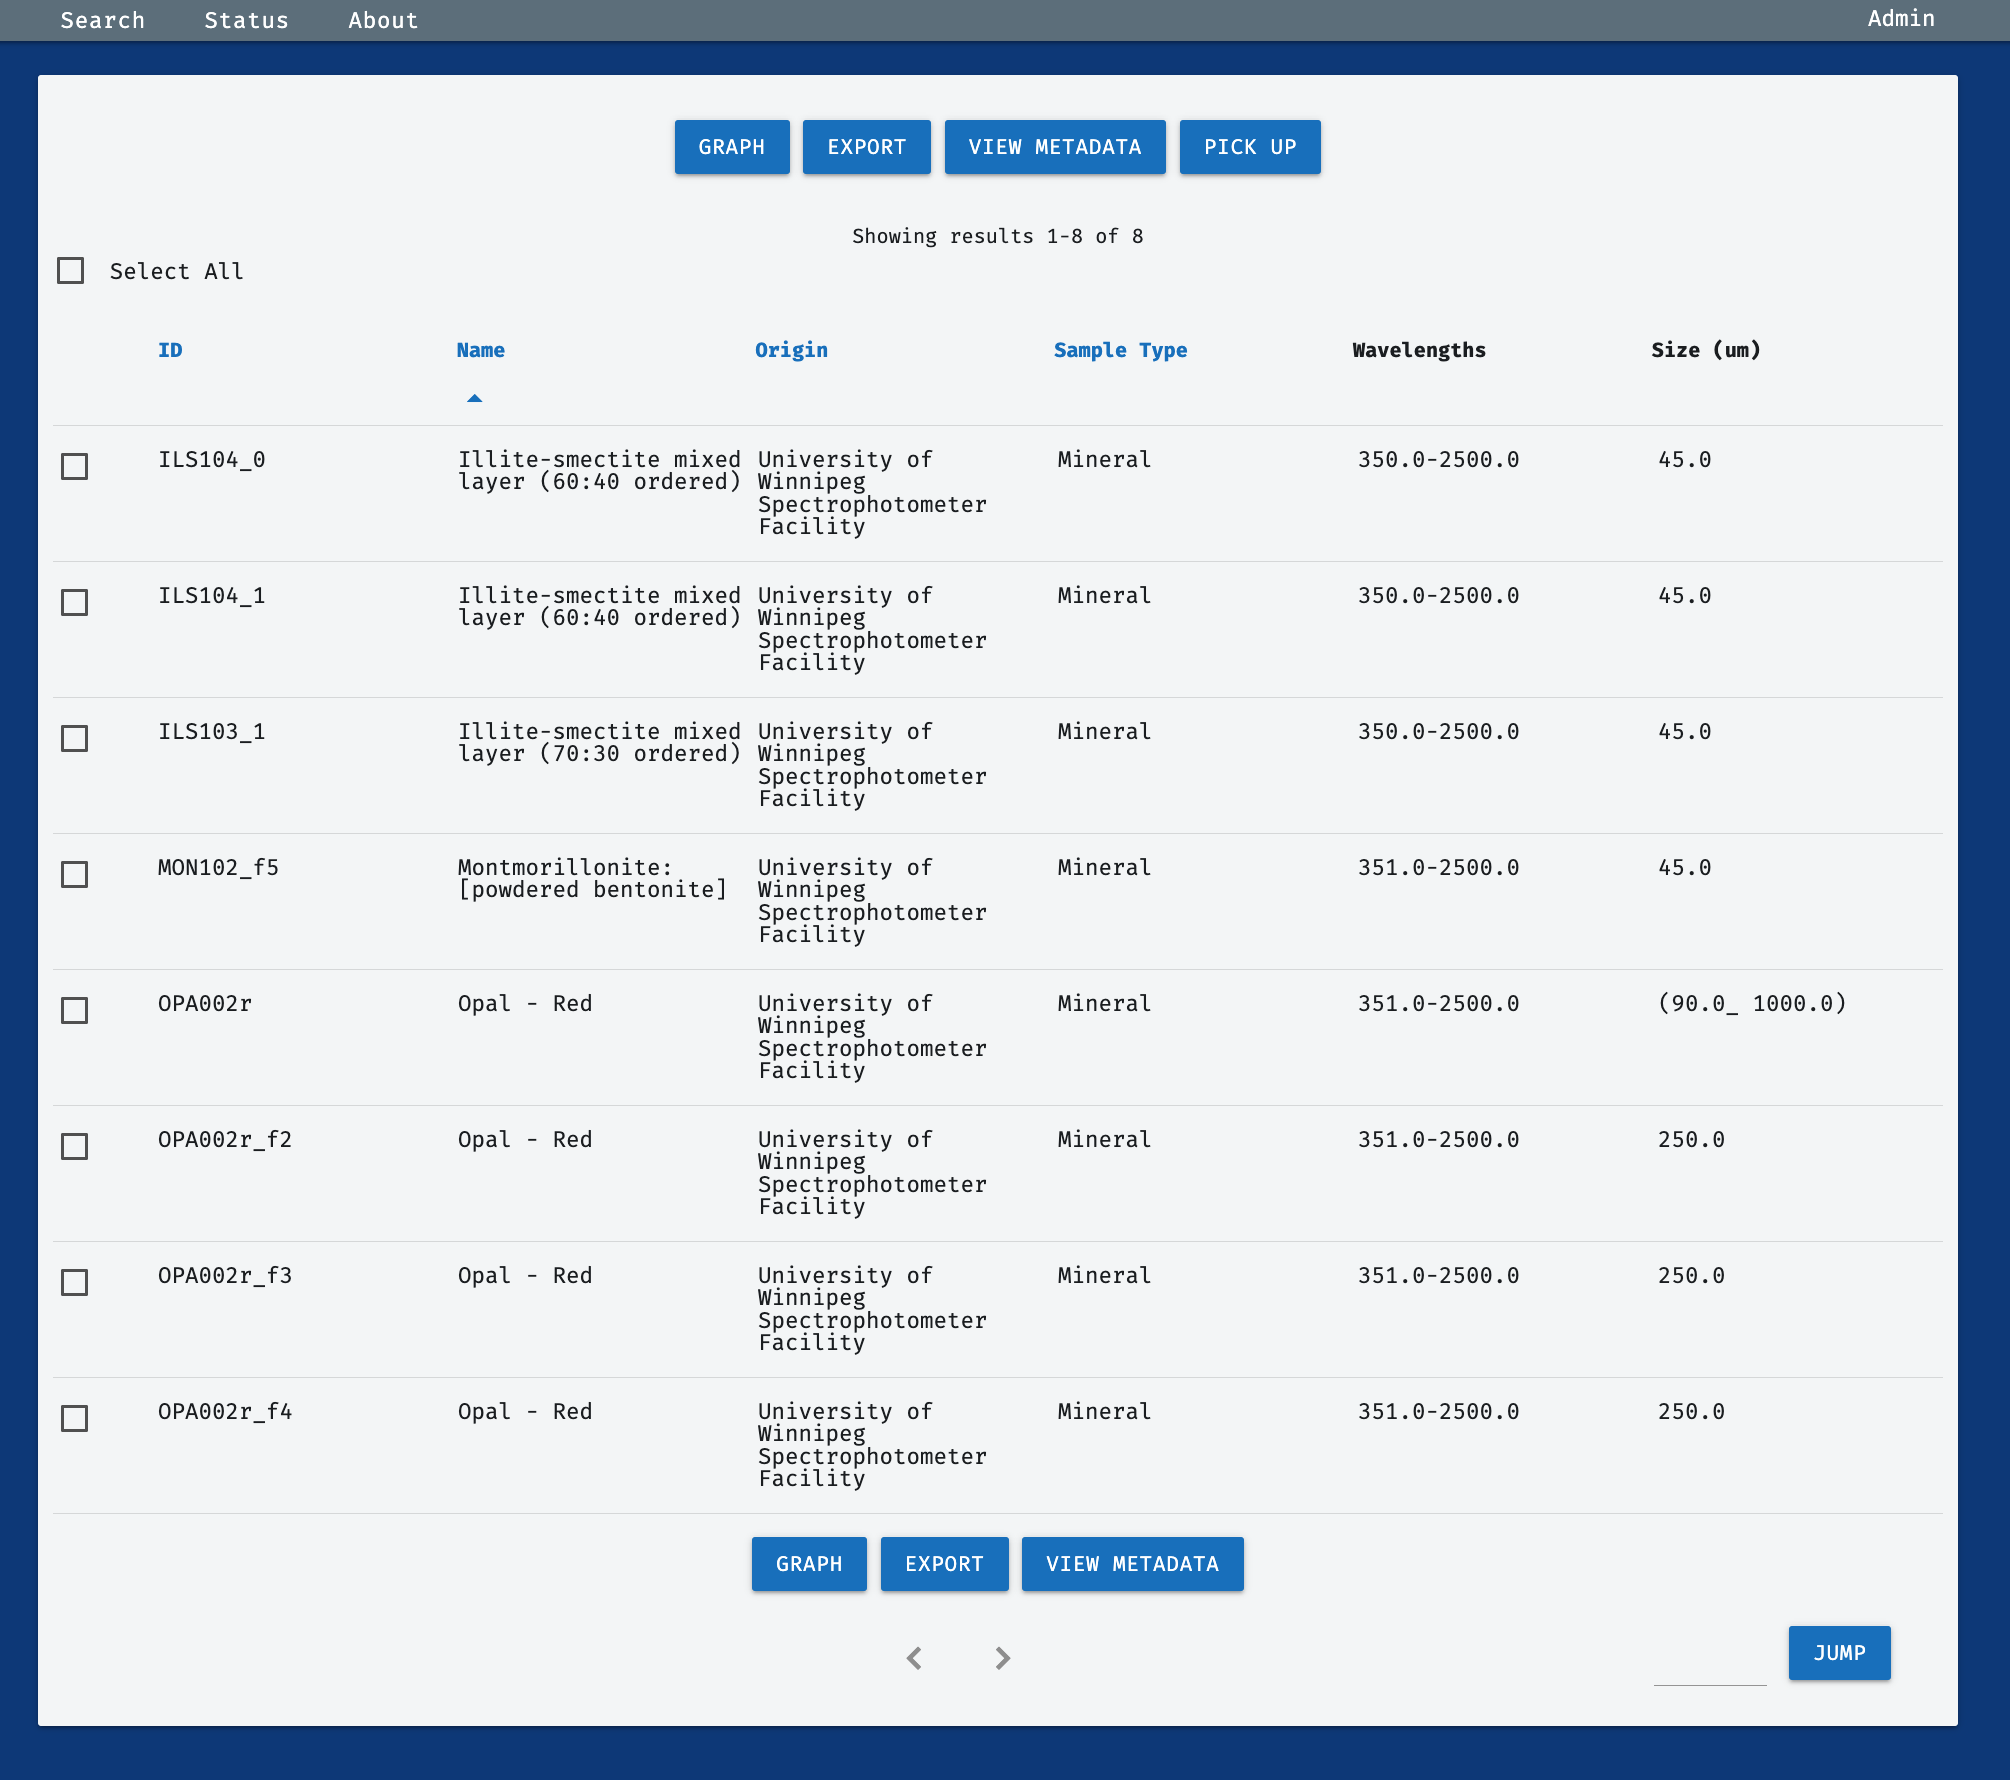 Search Status About Admin
GRAPH EXPORT VIEW METADATA PICK UP
Showing results 1-8 of 8
Select All
ID Name Origin Sample Type Wavelengths Size (um)
ILS104_0 Illite-smectite mixed University of Mineral 350.0-2500.0 45.0
layer (60:40 ordered) Winnipeg
Spectrophotometer
Facility
ILS104_1 Illite-smectite mixed University of Mineral 350.0-2500.0 45.0
layer (60:40 ordered) Winnipeg
Spectrophotometer
Facility
ILS103_1 Illite-smectite mixed University of Mineral 350.0-2500.0 45.0
layer (70:30 ordered) Winnipeg
Spectrophotometer
Facility
MON102_f5 Montmorillonite: University of Mineral 351.0-2500.0 45.0
[powdered bentonite] Winnipeg
Spectrophotometer
Facility
OPA002r Opal - Red University of Mineral 351.0-2500.0 (90.0_ 1000.0)
Winnipeg
Spectrophotometer
Facility
OPA002r_f2 Opal - Red University of Mineral 351.0-2500.0 250.0
Winnipeg
Spectrophotometer
Facility
OPA002r_f3 Opal - Red University of Mineral 351.0-2500.0 250.0
Winnipeg
Spectrophotometer
Facility
OPA002r_f4 Opal - Red University of Mineral 351.0-2500.0 250.0
Winnipeg
Spectrophotometer
Facility
GRAPH EXPORT VIEW METADATA
JUMP